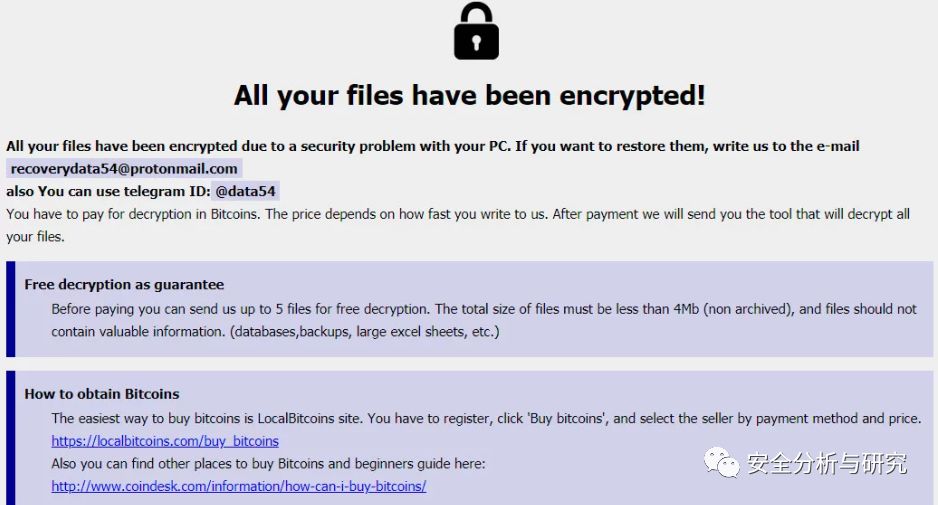 All your files have been encrypted!
All your files have been encrypted due to a security problem with your PC. If you want to restore them, write us to the e-mail
recoverydata54@protonmail.com
also You can use telegram ID: @data54
You have to pay for decryption in Bitcoins. The price depends on how fast you write to us. After payment we will send you the tool that will decrypt all
your files.
Free decryption as guarantee
Before paying you can send us up to 5 files for free decryption. The total size of files must be less than 4Mb (non archived), and files should not
contain valuable information. (databases,backups, large excel sheets, etc.)
How to obtain Bitcoins
The easiest way to buy bitcoins is LocalBitcoins site. You have to register, click 'Buy bitcoins', and select the seller by payment method and price.
https://localbitcoins.com/buy_bitcoins
Also you can find other places to buy Bitcoins and beginners guide here:
http://www.coindesk.com/information/how-can-i-buy-bitcoins/
安全分析与研究